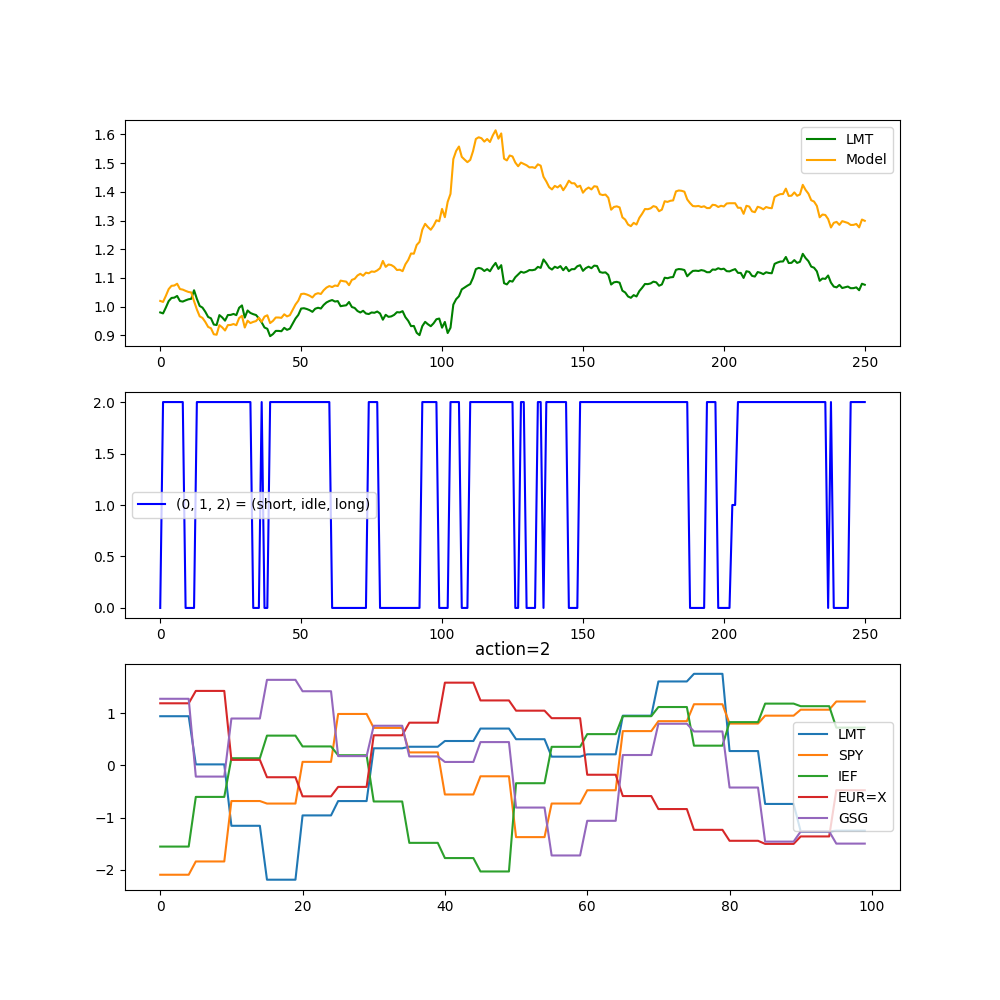 1.6
1.5
1.4
1.3
1.2
1.1
1.0
0.9
LMT
Model
0 50 100 150 200 250
2.0
1.5
1.0
0.5
0.0
(0, 1, 2) = (short, idle, long)
0 50 100 150 200 250
action=2
1
0
−1
−2
LMT
SPY
IEF
EUR=X
GSG
0 20 40 60 80 100